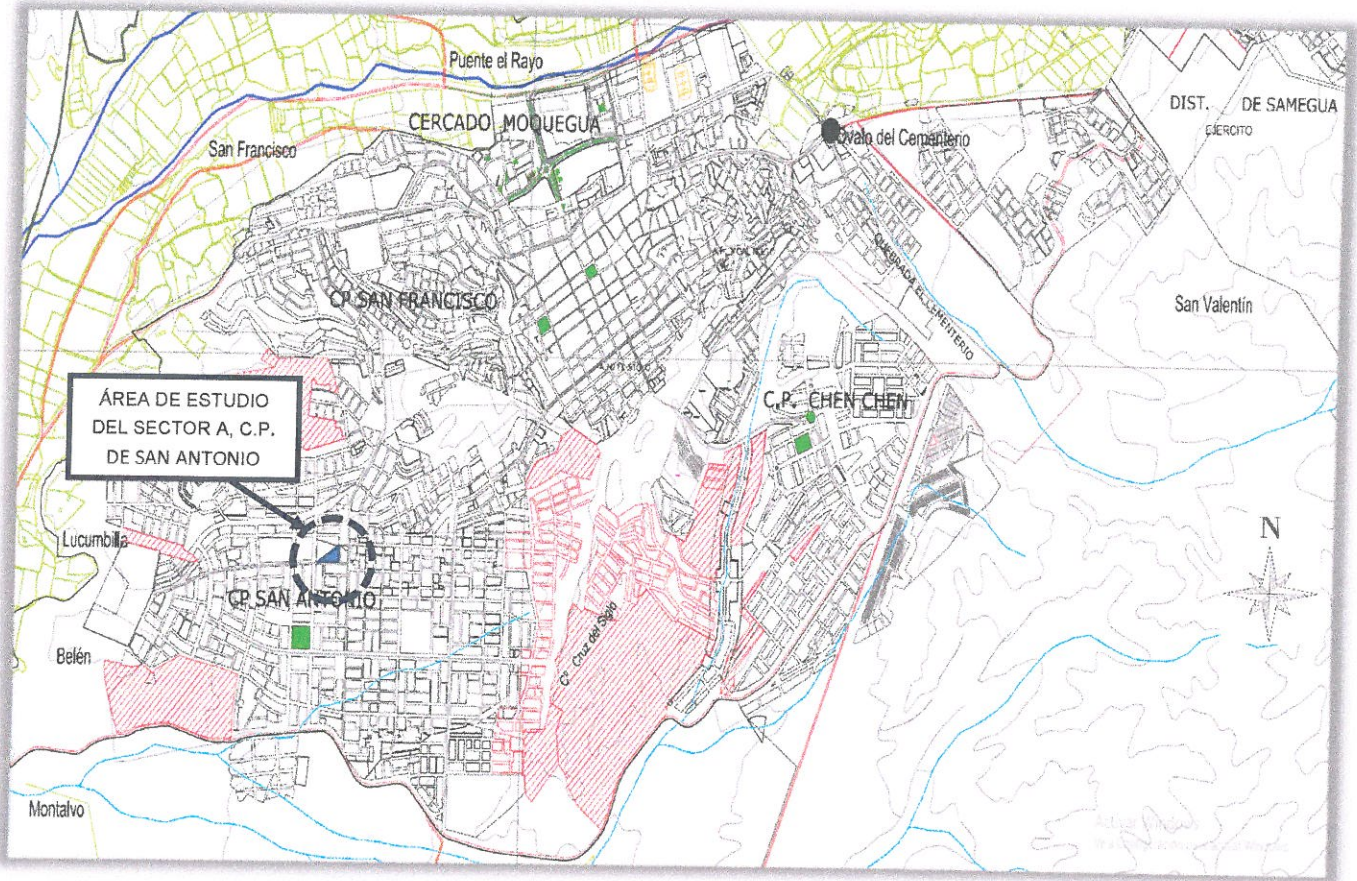 Puente el Rayo
CERCADO MOQUEGUA
San Francisco
Ovalo del Cementerio
DIST. DE SAMEGUA
EJERCITO
QUEBRADA EL CEMENTERIO
San Valentín
CP SAN FRANCISCO
C.P. CHEN CHEN
ÁREA DE ESTUDIO
DEL SECTOR A, C.P.
DE SAN ANTONIO
Lucumbilla
CP SAN ANTONIO
Cº Cruz del Siglo
N
Belén
Montalvo